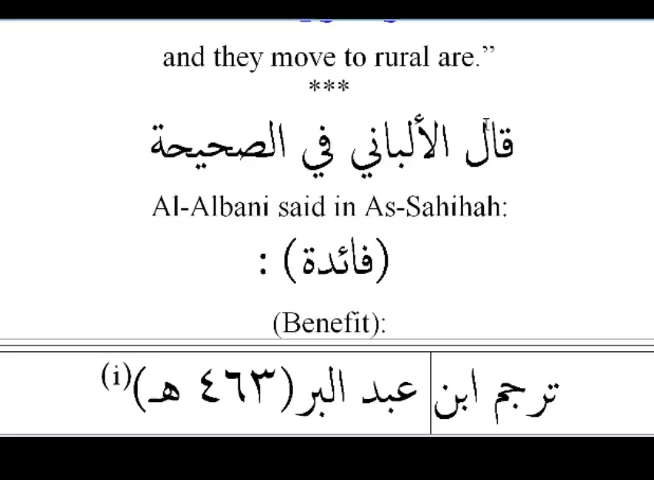 and they move to rural are.”
***
قال الألباني في الصحيحة
Al-Albani said in As-Sahihah:
(فائدة) :
(Benefit):
ترجم ابن عبد البر(٤٦٣ هـ)(i)